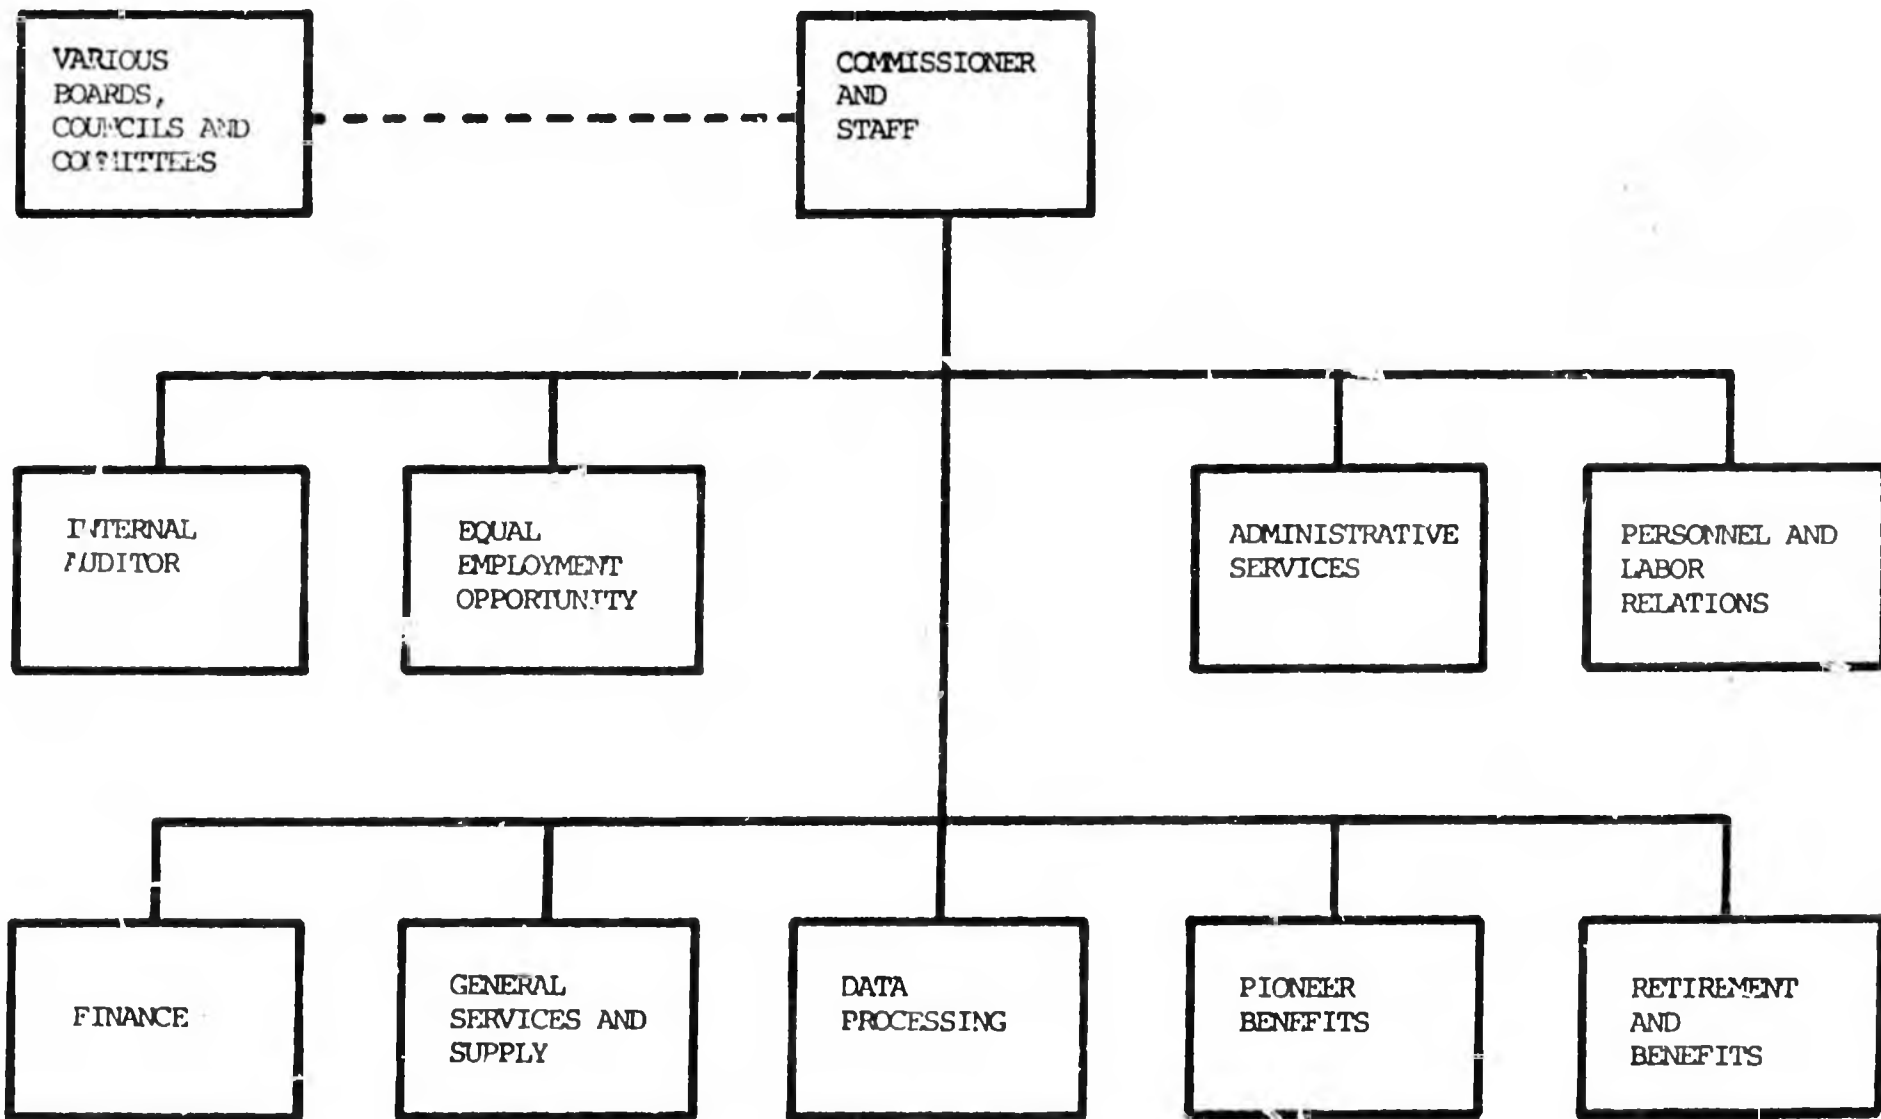 VARIOUS
BOARDS,
COUNCILS AND
COMMITTEES
COMMISSIONER
AND
STAFF
INTERNAL
AUDITOR
EQUAL
EMPLOYMENT
OPPORTUNITY
ADMINISTRATIVE
SERVICES
PERSONNEL AND
LABOR
RELATIONS
FINANCE
GENERAL
SERVICES AND
SUPPLY
DATA
PROCESSING
PIONEER
BENEFITS
RETIREMENT
AND
BENEFITS